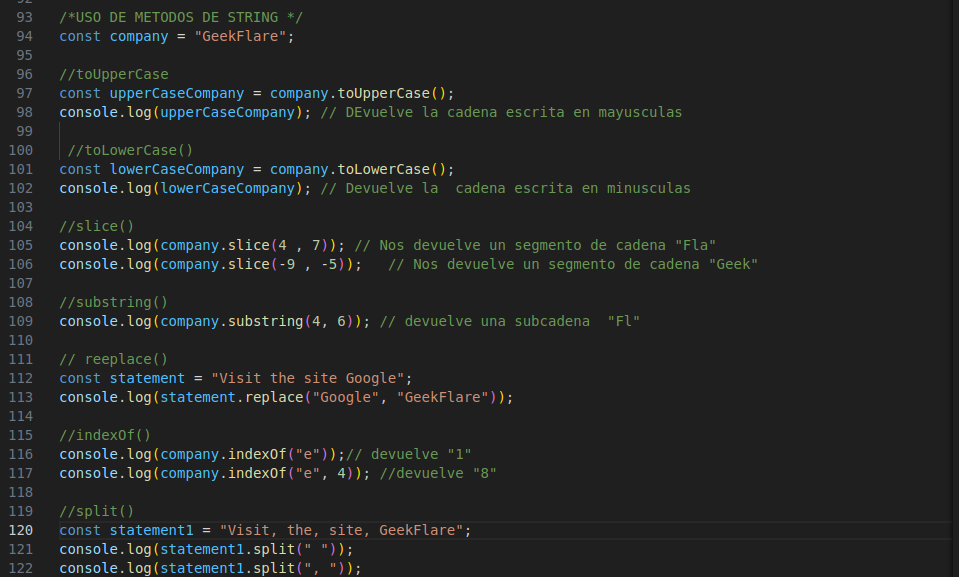 93 /*USO DE METODOS DE STRING */
94 const company = "GeekFlare";
95
96 //toUpperCase
97 const upperCaseCompany = company.toUpperCase();
98 console.log(upperCaseCompany); // DEvuelve la cadena escrita en mayusculas
99
100 //toLowerCase()
101 const lowerCaseCompany = company.toLowerCase();
102 console.log(lowerCaseCompany); // Devuelve la  cadena escrita en minusculas
103
104 //slice()
105 console.log(company.slice(4 , 7)); // Nos devuelve un segmento de cadena "Fla"
106 console.log(company.slice(-9 , -5));   // Nos devuelve un segmento de cadena "Geek"
107
108 //substring()
109 console.log(company.substring(4, 6)); // devuelve una subcadena  "Fl"
110
111 // reeplace()
112 const statement = "Visit the site Google";
113 console.log(statement.replace("Google", "GeekFlare"));
114
115 //indexOf()
116 console.log(company.indexOf("e"));// devuelve "1"
117 console.log(company.indexOf("e", 4)); //devuelve "8"
118
119 //split()
120 const statement1 = "Visit, the, site, GeekFlare";
121 console.log(statement1.split(" "));
122 console.log(statement1.split(", "));